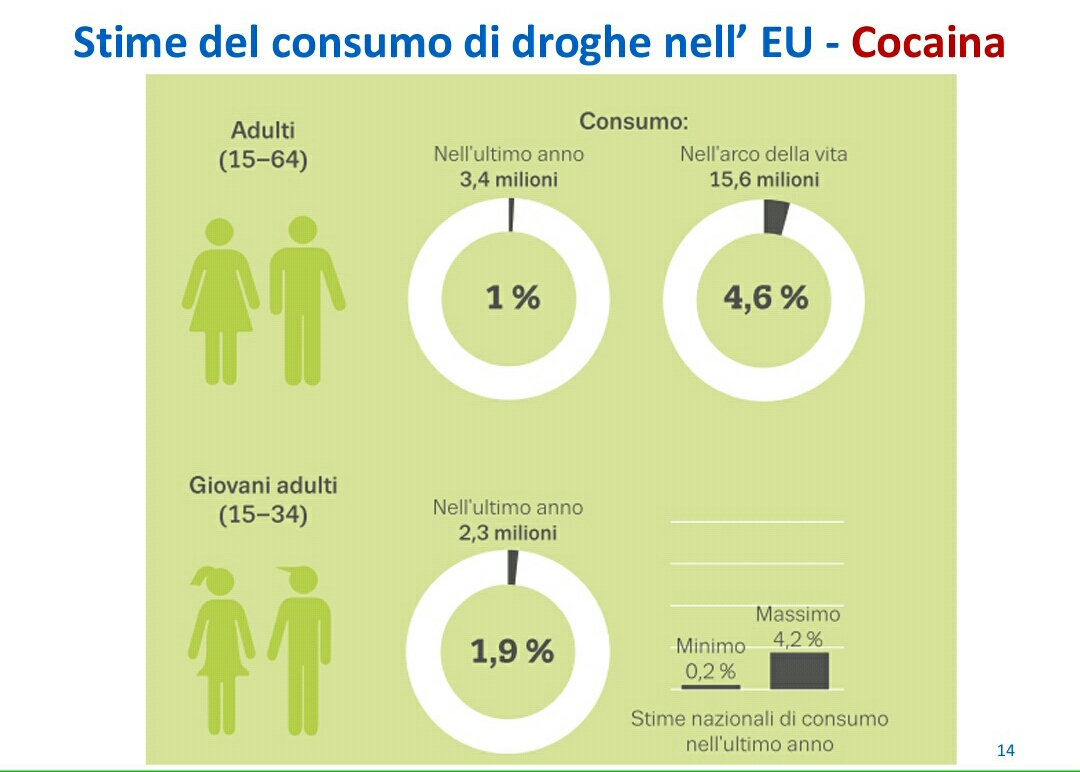 Stime del consumo di droghe nell’ EU - Cocaina
Adulti
(15–64)
Consumo:
Nell'ultimo anno
3,4 milioni
Nell'arco della vita
15,6 milioni
1 %
4,6 %
Giovani adulti
(15–34)
Nell'ultimo anno
2,3 milioni
1,9 %
Massimo
4,2 %
Minimo
0,2 %
Stime nazionali di consumo
nell'ultimo anno
14